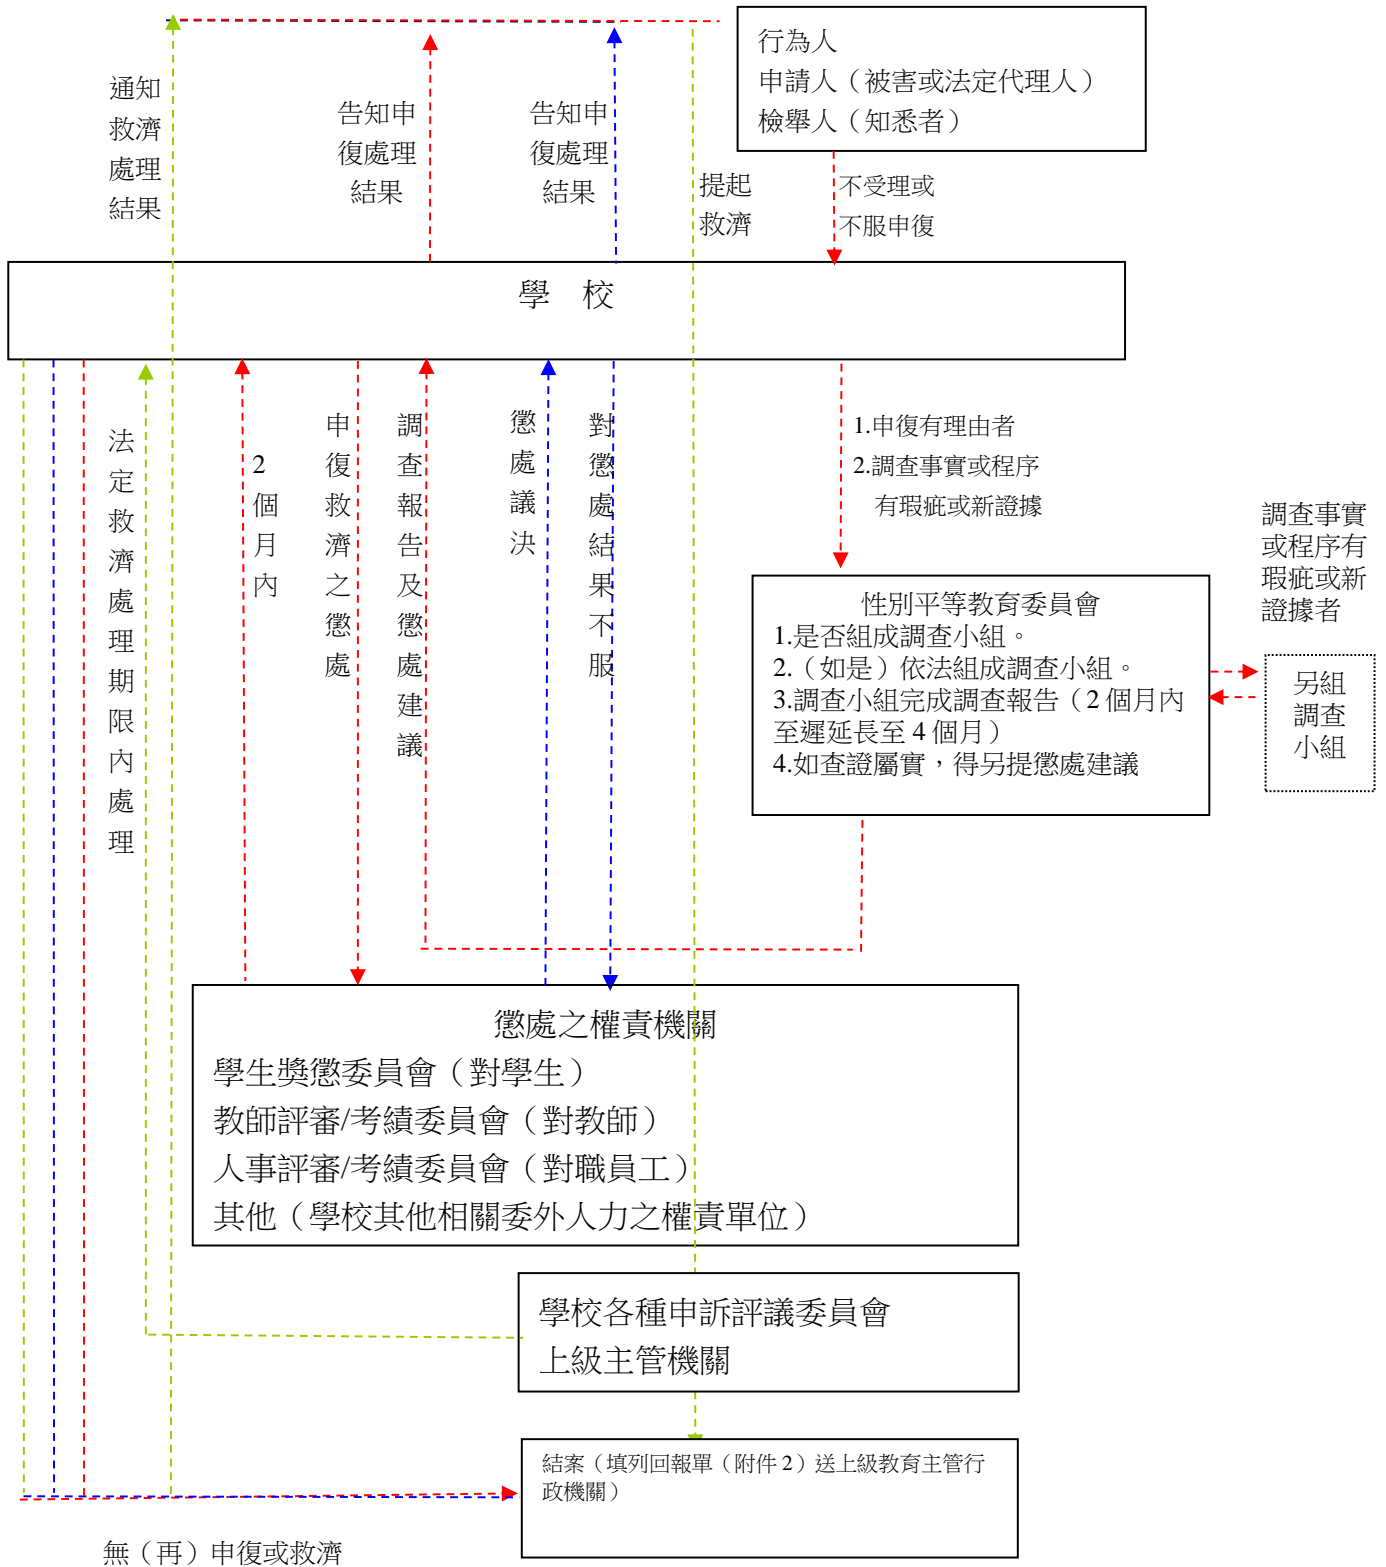 行為人
申請人（被害或法定代理人）
檢舉人（知悉者）
通知
救濟
處理
結果
告知申
復處理
結果
告知申
復處理
結果
提起
救濟
不受理或
不服申復
學 校
法定救濟處理期限內處理
2個月內
申復救濟之懲處
調查報告及懲處建議
懲處議決
對懲處結果不服
1.申復有理由者
2.調查事實或程序
有瑕疵或新證據
調查事實
或程序有
瑕疵或新
證據者
性別平等教育委員會
1.是否組成調查小組。
2.（如是）依法組成調查小組。
3.調查小組完成調查報告（2個月內
至遲延長至4個月）
4.如查證屬實，得另提懲處建議
另組
調查
小組
懲處之權責機關
學生獎懲委員會（對學生）
教師評審/考績委員會（對教師）
人事評審/考績委員會（對職員工）
其他（學校其他相關委外人力之權責單位）
學校各種申訴評議委員會
上級主管機關
結案（填列回報單（附件2）送上級教育主管行
政機關）
無（再）申復或救濟